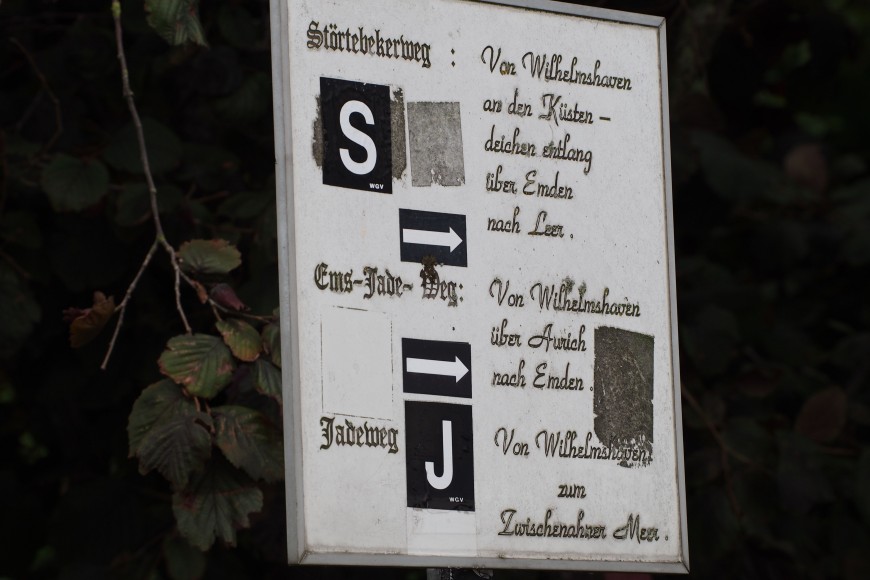 Störtebekerweg :
S
WGV
Von Wilhelmshaven
an den Küsten –
deichen entlang
über Emden
nach Leer .
Ems-Jade-Weg:
Von Wilhelmshaven
über Aurich
nach Emden .
Jadeweg
J
WGV
Von Wilhelmshaven
zum
Zwischenahner Meer .